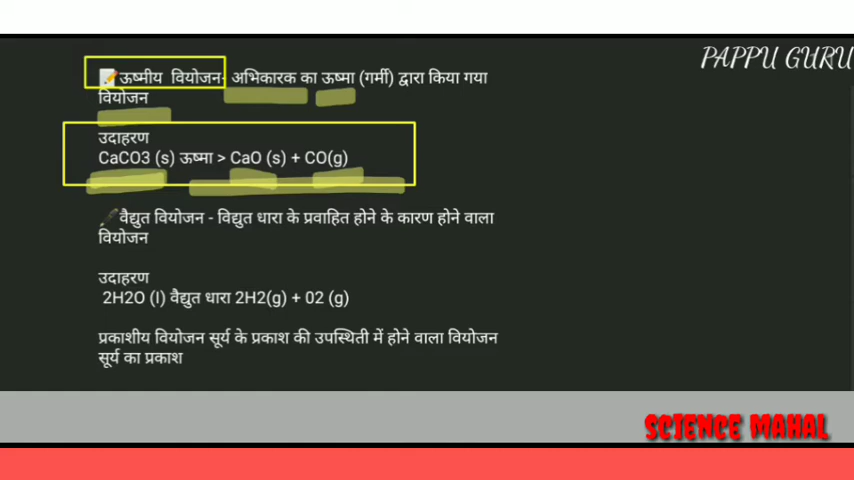 PAPPU GURU
📝ऊष्मीय वियोजन- अभिकारक का ऊष्मा (गर्मी) द्वारा किया गया
वियोजन
उदाहरण
CaCO3 (s) ऊष्मा > CaO (s) + CO(g)
🖋️वैद्युत वियोजन - विद्युत धारा के प्रवाहित होने के कारण होने वाला
वियोजन
उदाहरण
2H2O (l) वैद्युत धारा 2H2(g) + 02 (g)
प्रकाशीय वियोजन सूर्य के प्रकाश की उपस्थिती में होने वाला वियोजन
सूर्य का प्रकाश
SCIENCE MAHAL